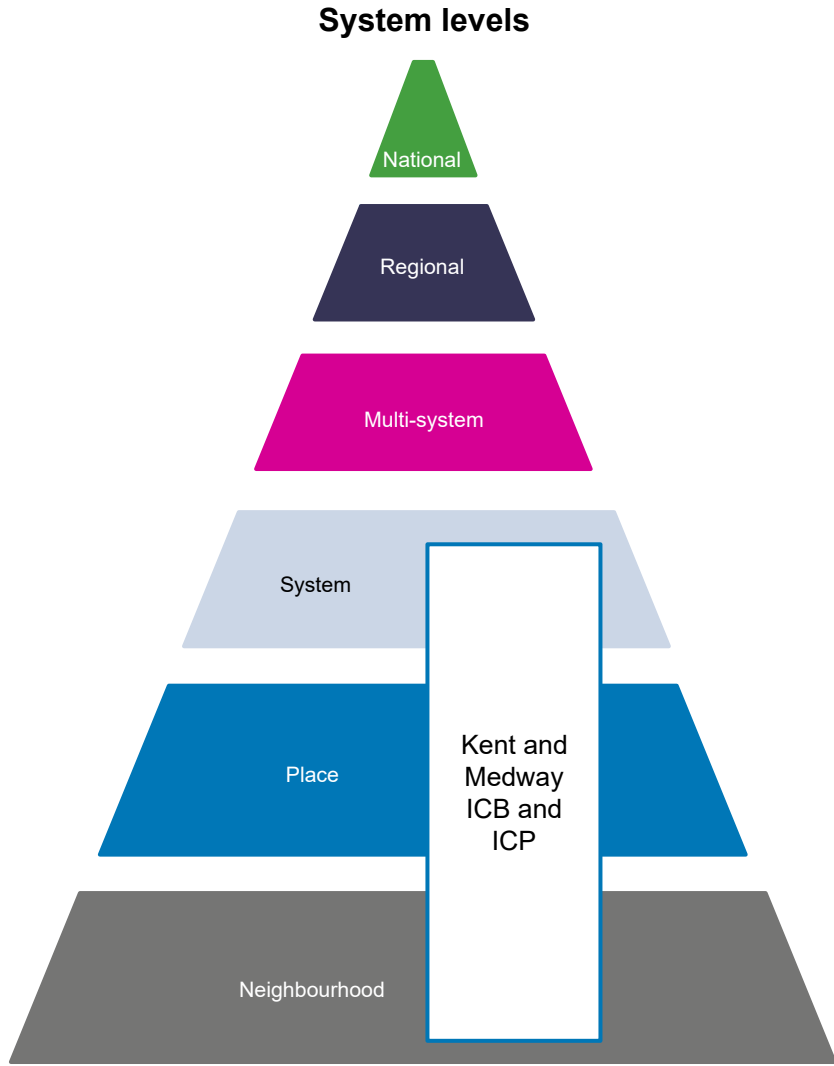 System levels
National
Regional
Multi-system
System
Place
Kent and
Medway
ICB and
ICP
Neighbourhood